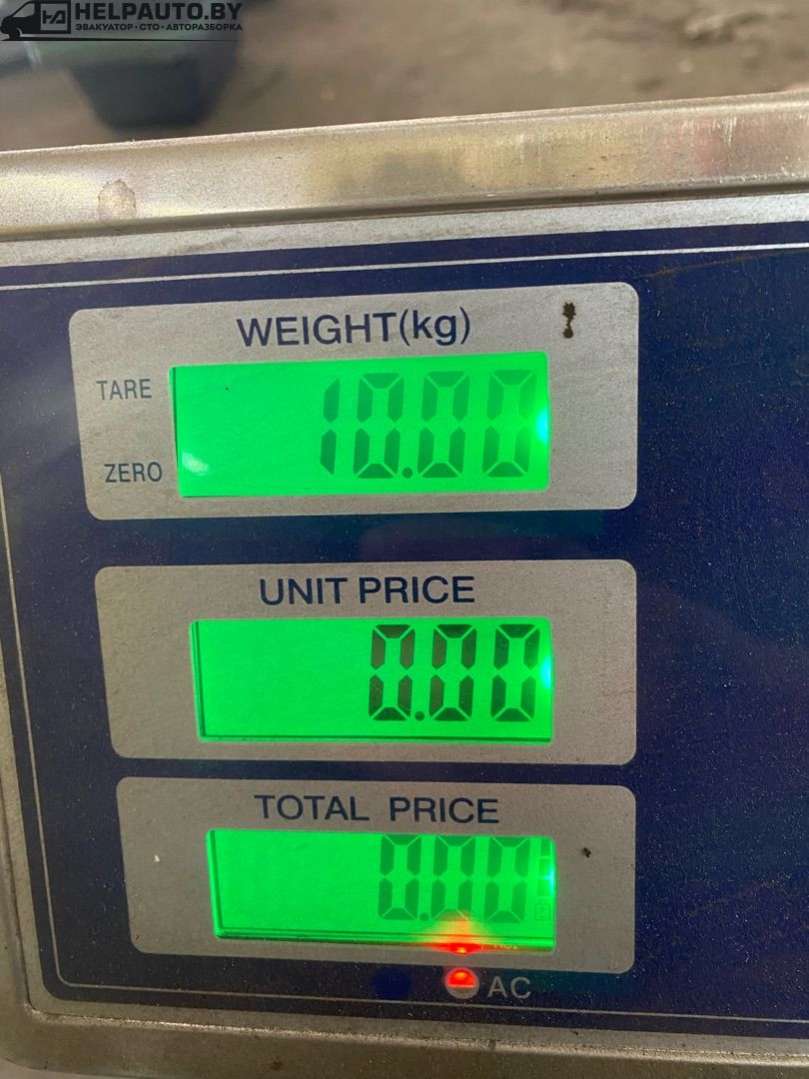 HELPAUTO.BY
ЭВАКУАТОР · СТО · АВТОРАЗБОРКА
WEIGHT(kg)
TARE
10.00
ZERO
UNIT PRICE
0.00
TOTAL PRICE
0.00
AC